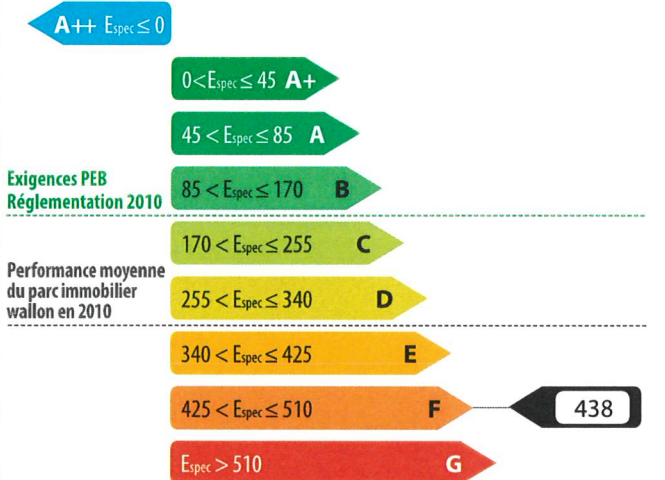 A++ Espec ≤ 0
0 < Espec ≤ 45 A+
45 < Espec ≤ 85 A
Exigences PEB
Réglementation 2010
85 < Espec ≤ 170 B
170 < Espec ≤ 255 C
Performance moyenne
du parc immobilier
wallon en 2010
255 < Espec ≤ 340 D
340 < Espec ≤ 425 E
425 < Espec ≤ 510 F
438
Espec > 510 G